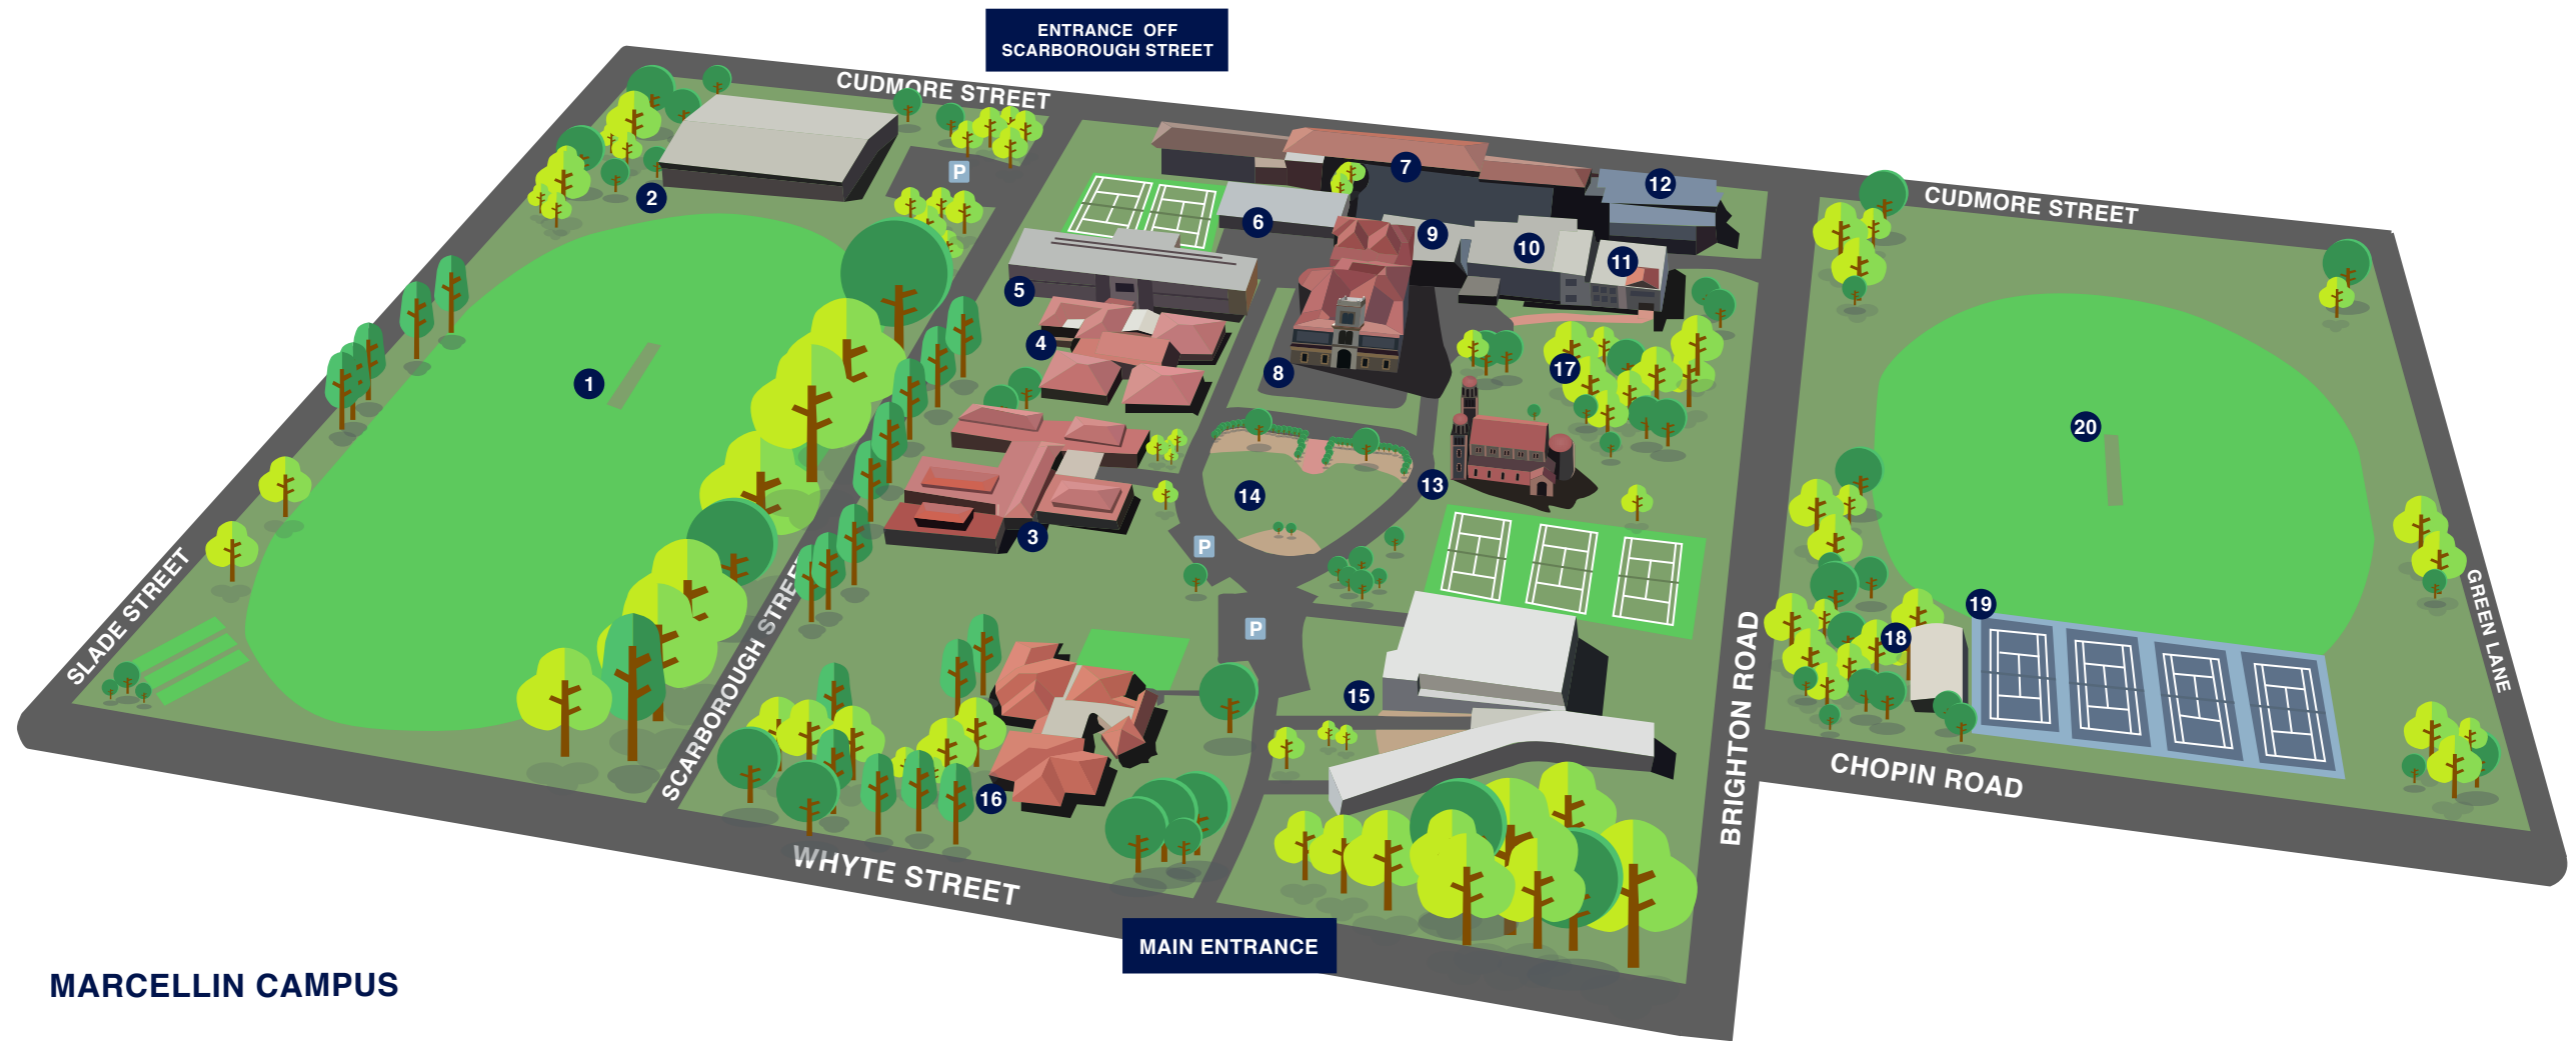 ENTRANCE OFF
SCARBOROUGH STREET
CUDMORE STREET
P
2
7
12
CUDMORE STREET
6
9
10
11
5
4
17
1
8
20
14
13
3
P
SLADE STREET
SCARBOROUGH STREET
P
19
18
GREEN LANE
15
BRIGHTON ROAD
CHOPIN ROAD
16
WHYTE STREET
MAIN ENTRANCE
MARCELLIN CAMPUS